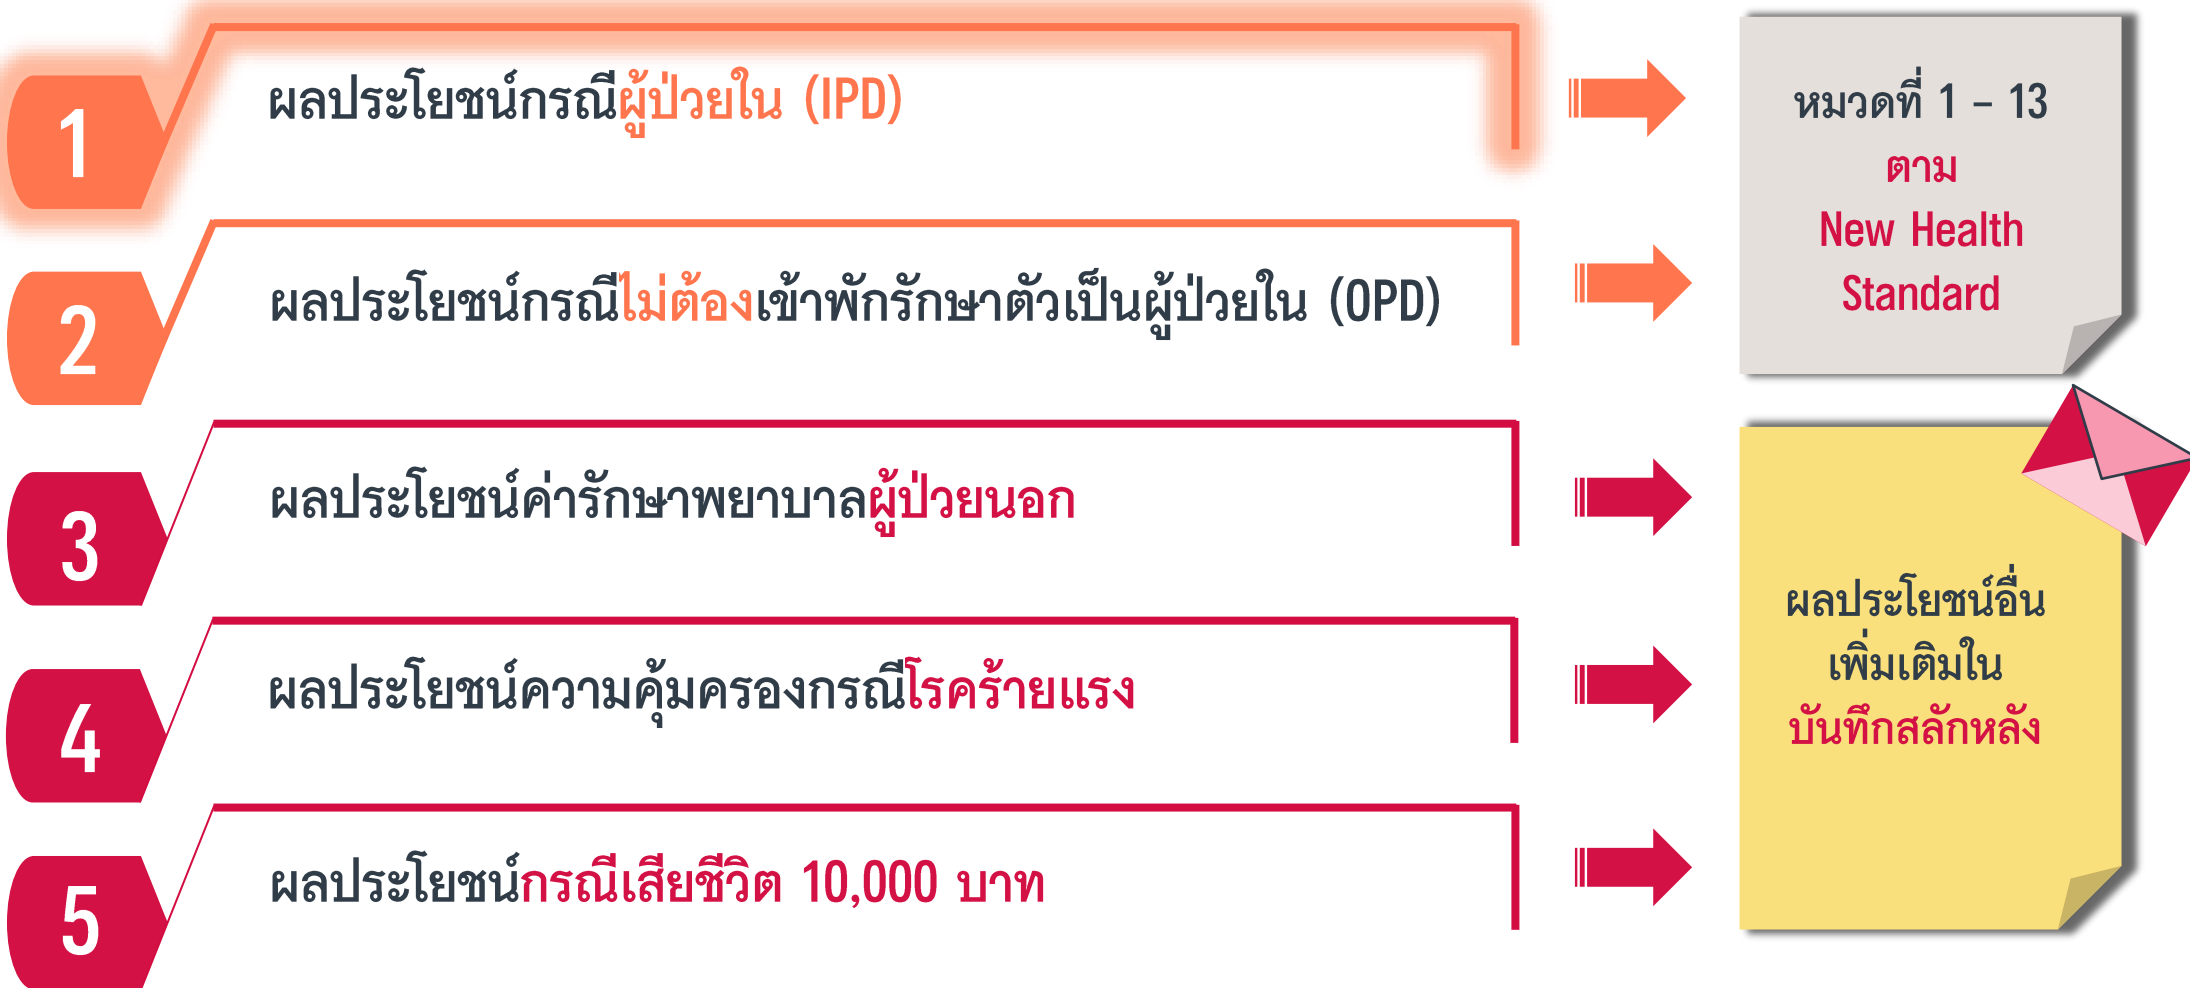 1
ผลประโยชน์กรณีผู้ป่วยใน (IPD)
2
ผลประโยชน์กรณีไม่ต้องเข้าพักรักษาตัวเป็นผู้ป่วยใน (OPD)
หมวดที่ 1 – 13
ตาม
New Health
Standard
3
ผลประโยชน์ค่ารักษาพยาบาลผู้ป่วยนอก
4
ผลประโยชน์ความคุ้มครองกรณีโรคร้ายแรง
5
ผลประโยชน์กรณีเสียชีวิต 10,000 บาท
ผลประโยชน์อื่น
เพิ่มเติมใน
บันทึกสลักหลัง